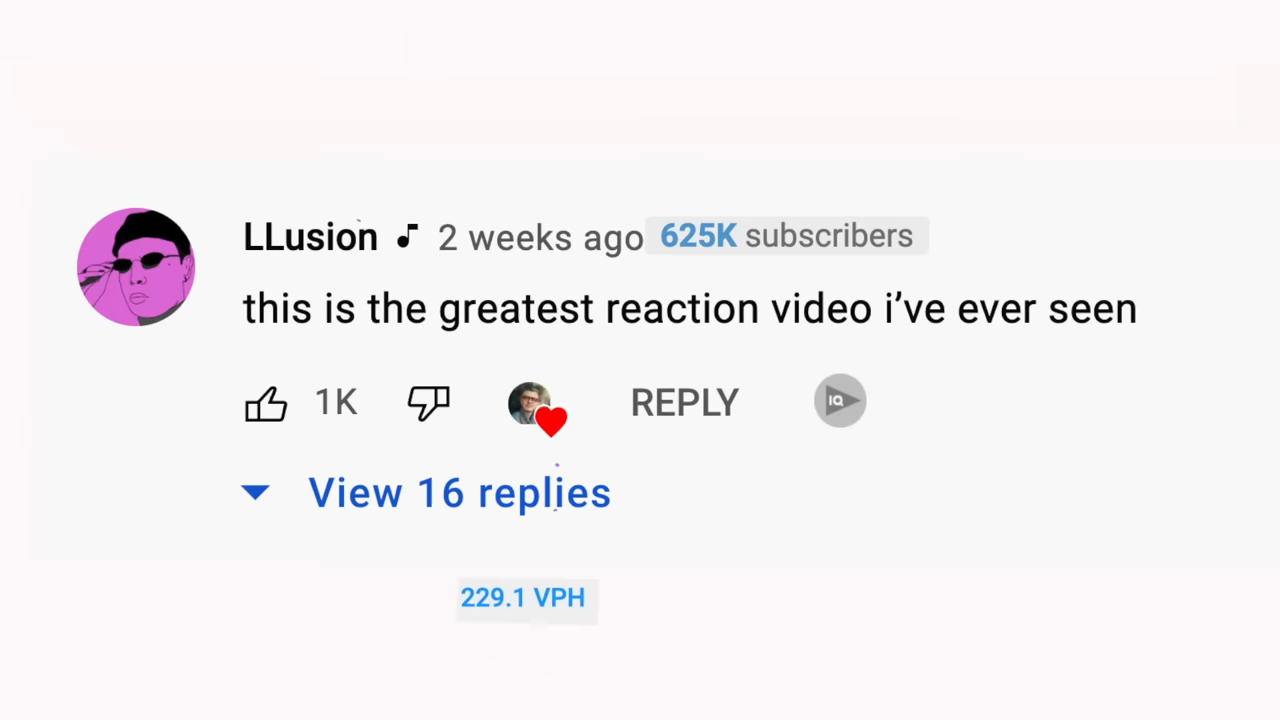 LLusion ♪ 2 weeks ago 625K subscribers
this is the greatest reaction video i’ve ever seen
1K REPLY IQ
View 16 replies
229.1 VPH